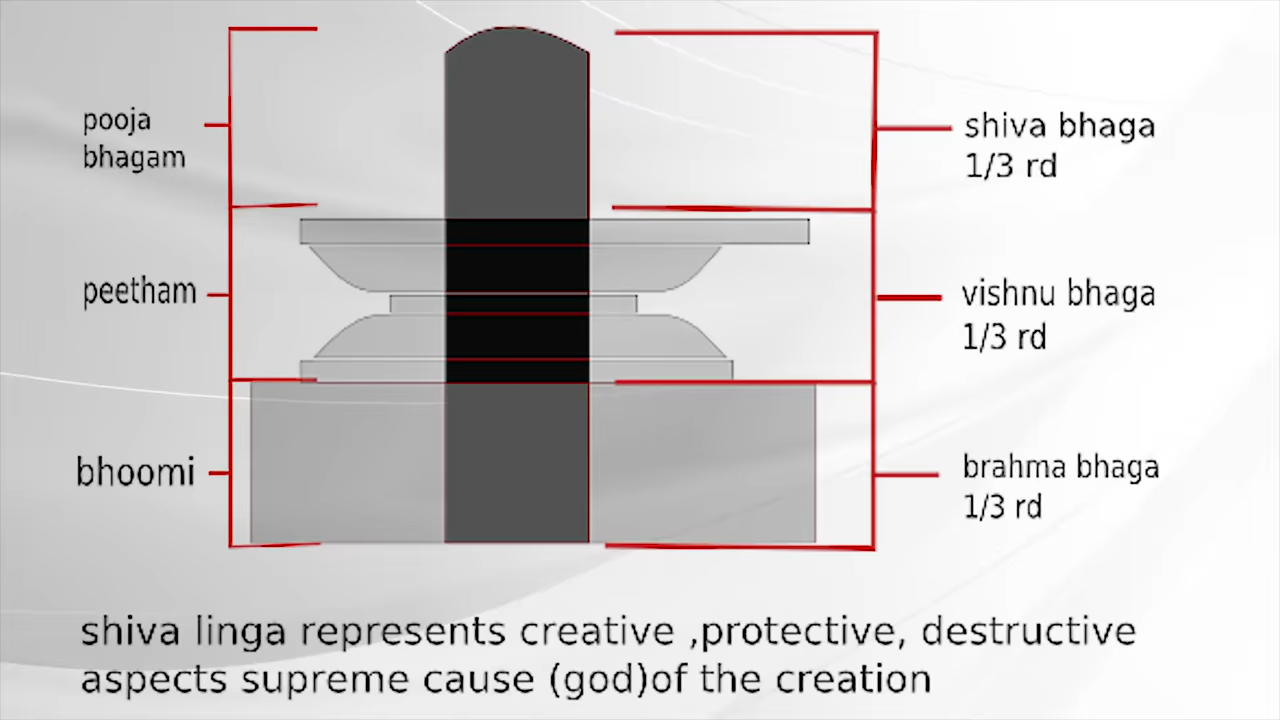 pooja
bhagam
shiva bhaga
1/3 rd
peetham
vishnu bhaga
1/3 rd
bhoomi
brahma bhaga
1/3 rd
shiva linga represents creative ,protective, destructive
aspects supreme cause (god)of the creation